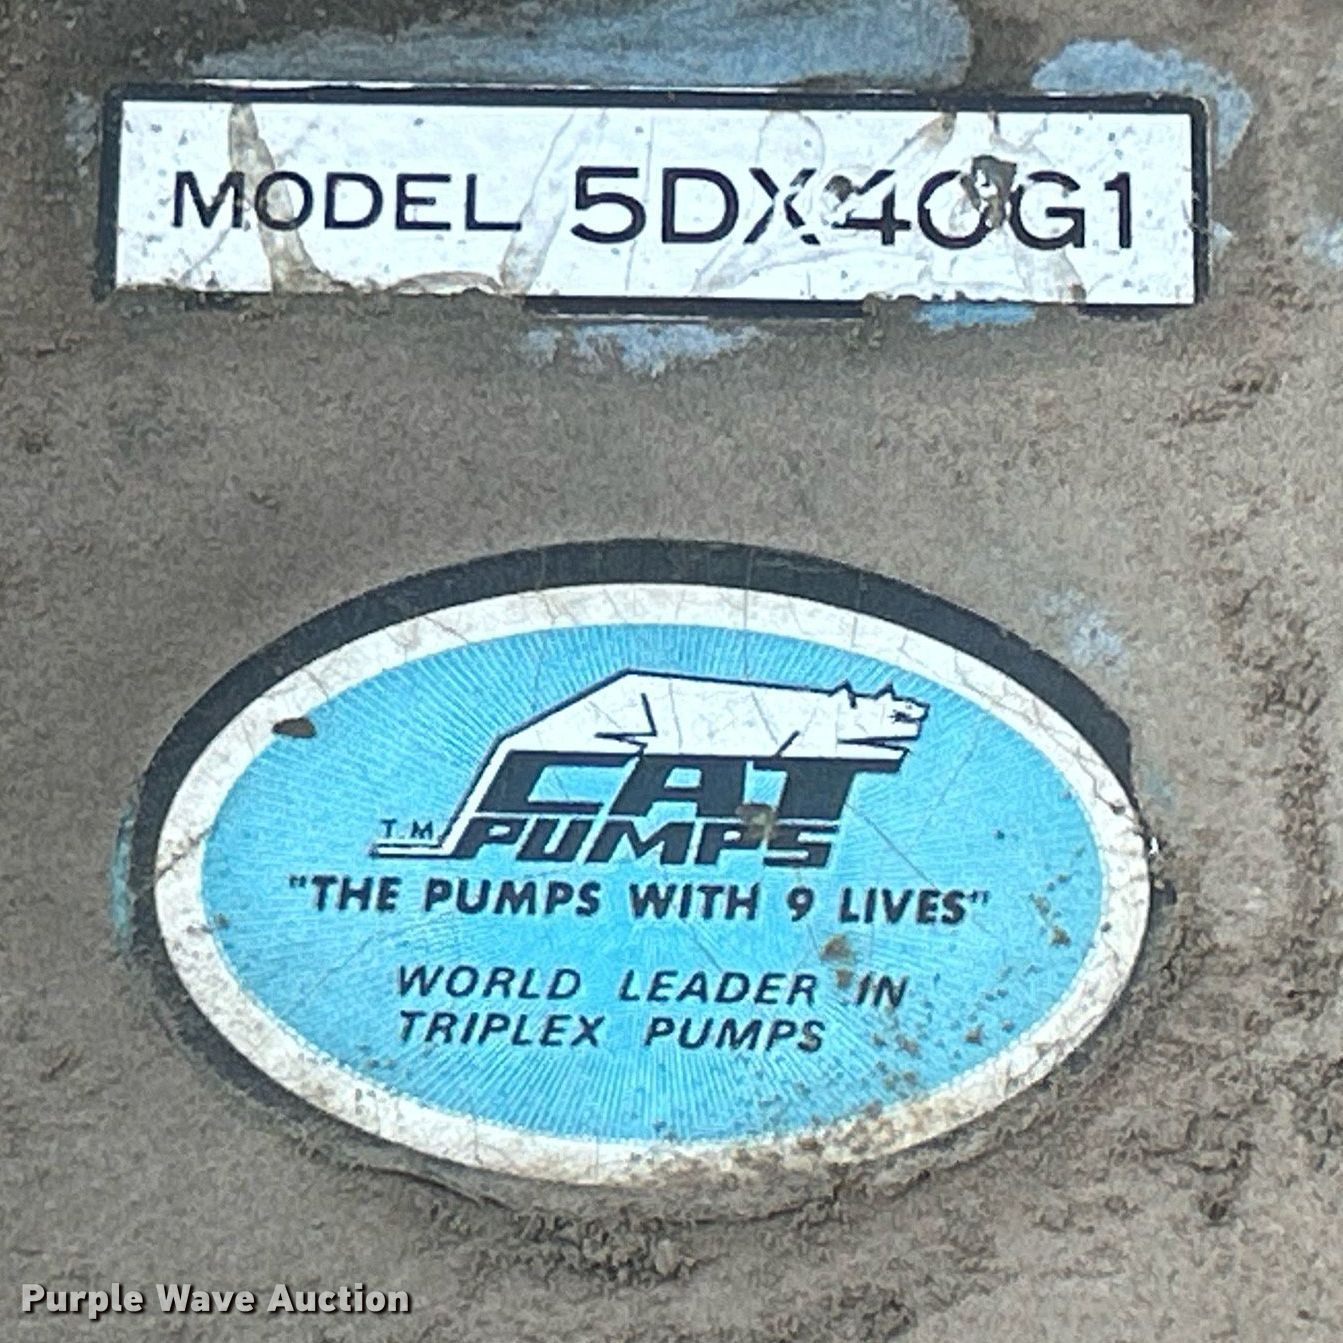 MODEL 5DX40G1
CAT
PUMPS
T.M.
"THE PUMPS WITH 9 LIVES"
WORLD LEADER IN
TRIPLEX PUMPS
Purple Wave Auction